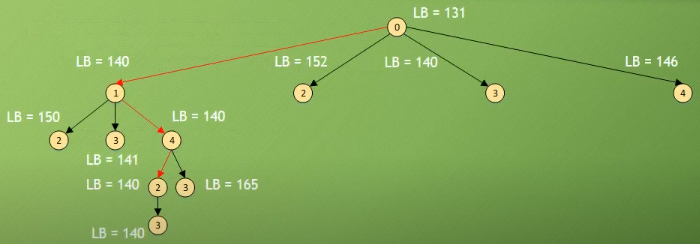 LB = 131
0
LB = 140
LB = 152
LB = 140
LB = 146
1
2
3
4
LB = 150
LB = 140
2
3
4
LB = 141
LB = 140
2
3
LB = 165
3
LB = 140